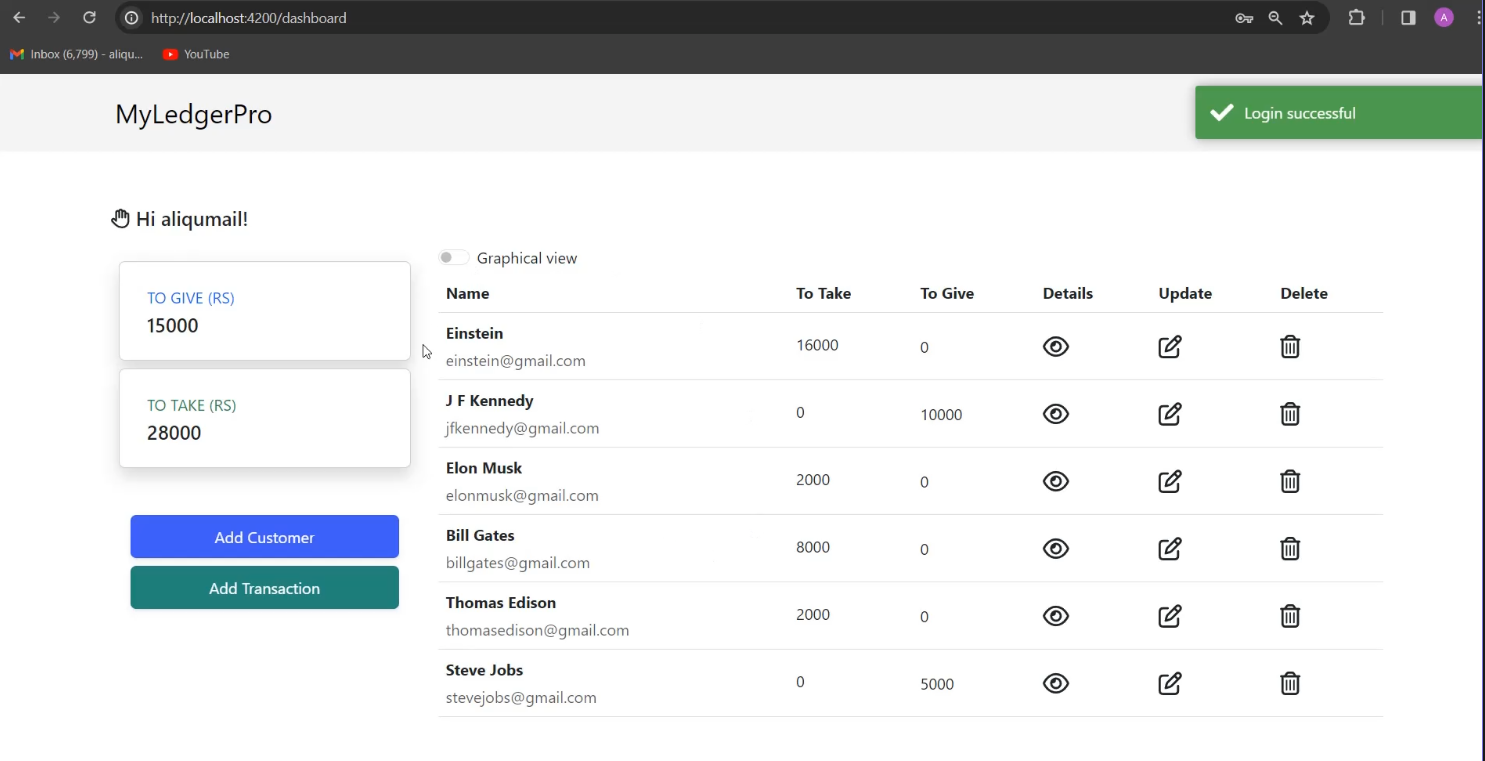 http://localhost:4200/dashboard
A
Inbox (6,799) - aliqu...
YouTube
MyLedgerPro
Login successful
Hi aliqumail!
Graphical view
TO GIVE (RS)
15000
TO TAKE (RS)
28000
Add Customer
Add Transaction
Name To Take To Give Details Update Delete
Einstein
einstein@gmail.com
16000 0
J F Kennedy
jfkennedy@gmail.com
0 10000
Elon Musk
elonmusk@gmail.com
2000 0
Bill Gates
billgates@gmail.com
8000 0
Thomas Edison
thomasedison@gmail.com
2000 0
Steve Jobs
stevejobs@gmail.com
0 5000